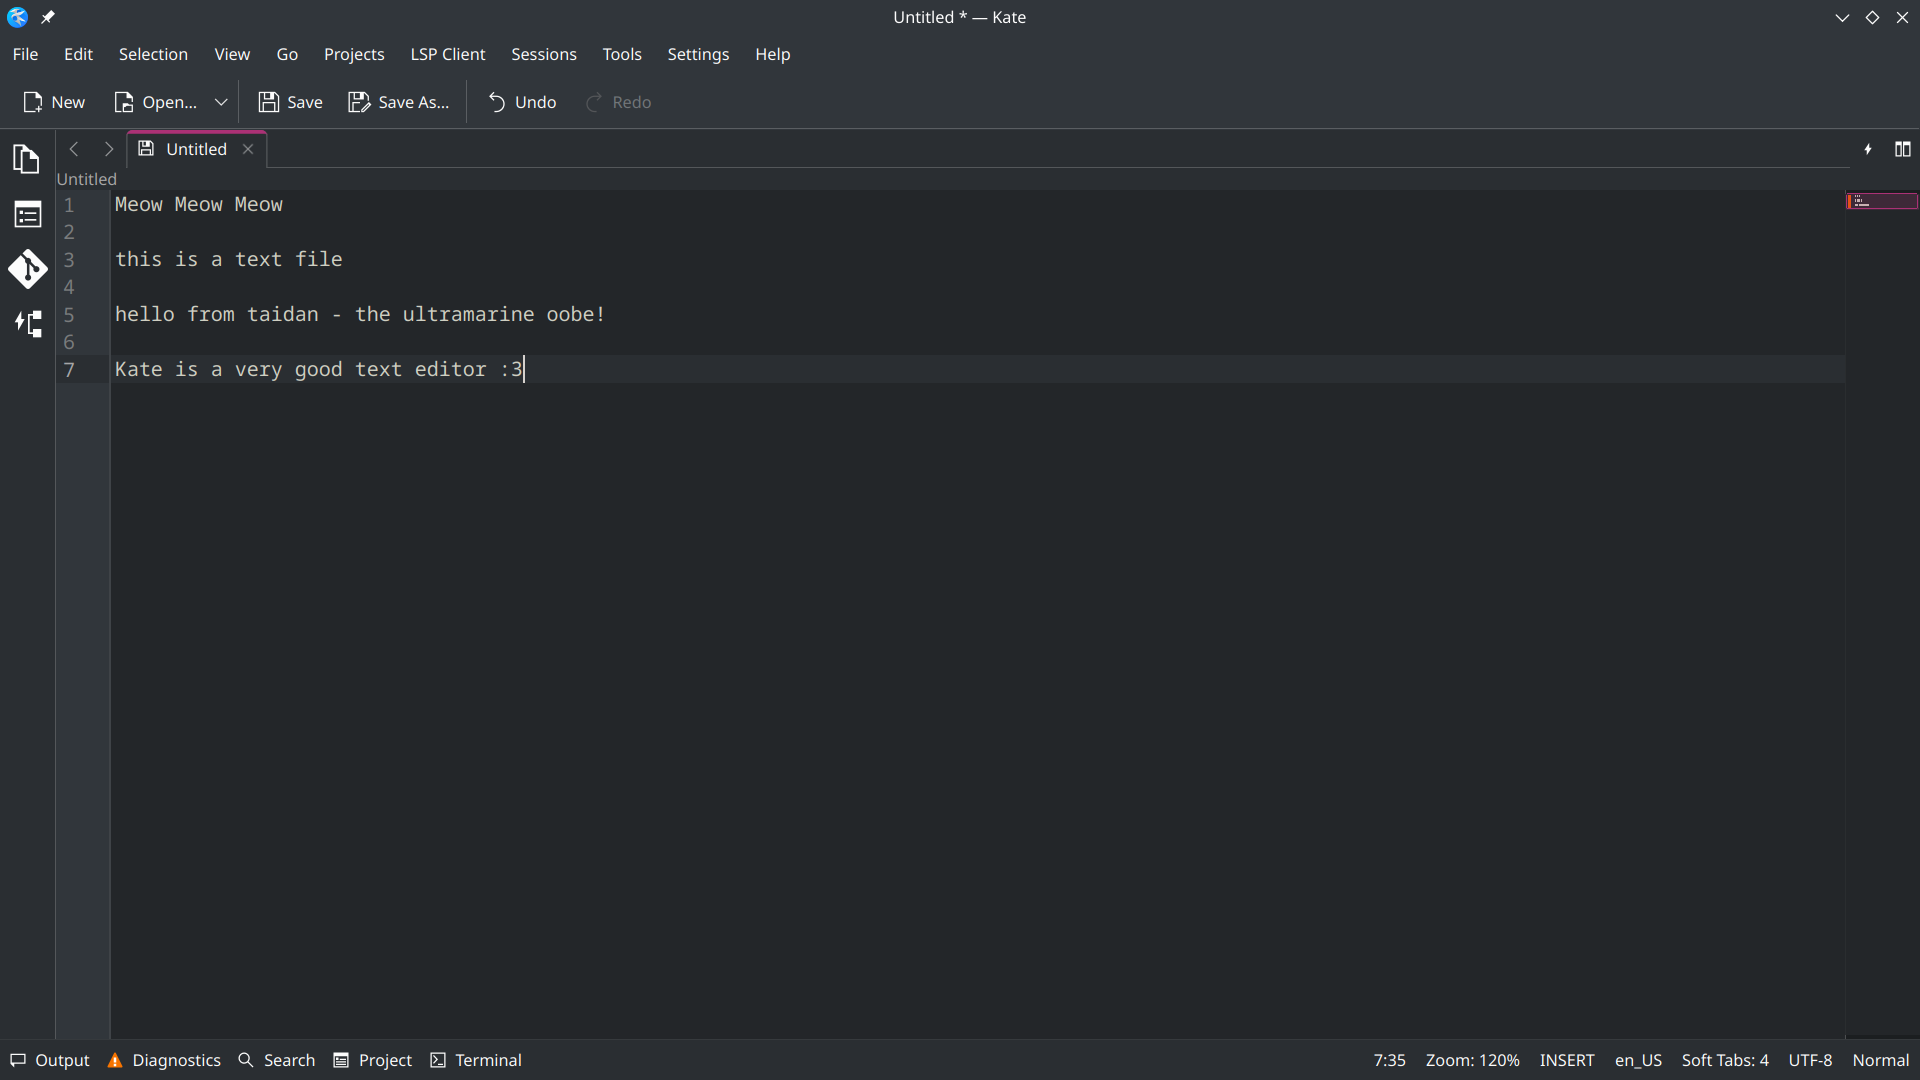 Untitled * — Kate
File Edit Selection View Go Projects LSP Client Sessions Tools Settings Help
New Open... Save Save As... Undo Redo
Untitled
Untitled
1 Meow Meow Meow
2
3 this is a text file
4
5 hello from taidan - the ultramarine oobe!
6
7 Kate is a very good text editor :3
Output Diagnostics Search Project Terminal 7:35 Zoom: 120% INSERT en_US Soft Tabs: 4 UTF-8 Normal